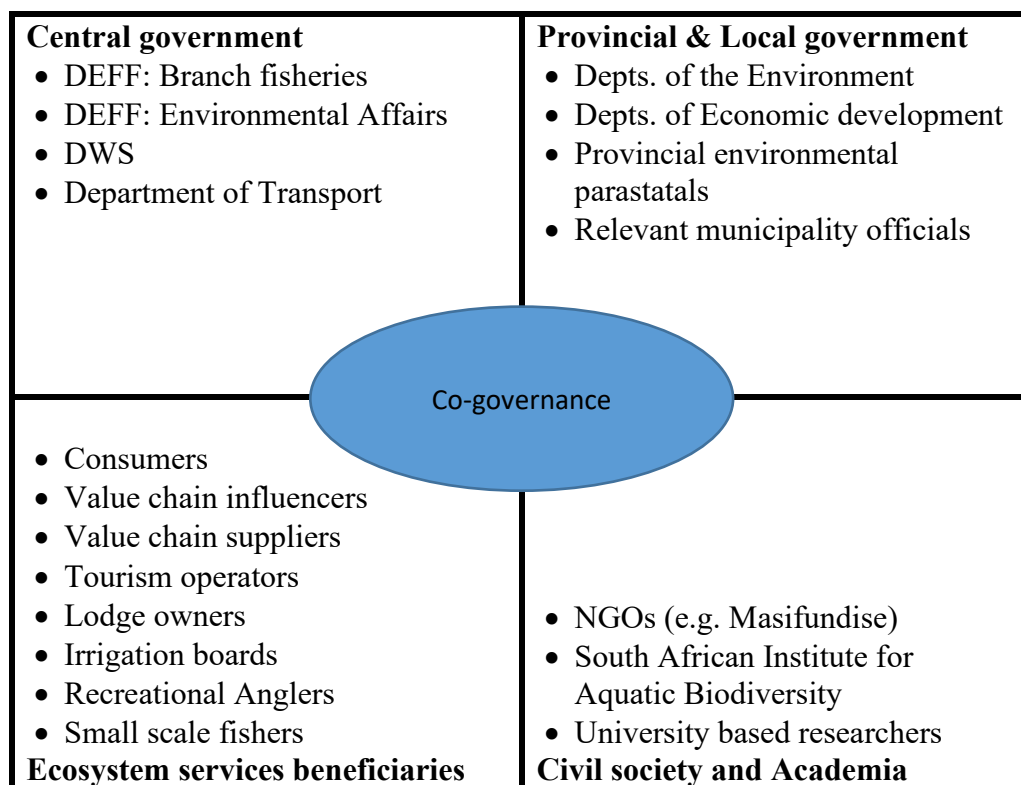 Central government
• DEFF: Branch fisheries
• DEFF: Environmental Affairs
• DWS
• Department of Transport
Provincial & Local government
• Depts. of the Environment
• Depts. of Economic development
• Provincial environmental
parastatals
• Relevant municipality officials
Co-governance
• Consumers
• Value chain influencers
• Value chain suppliers
• Tourism operators
• Lodge owners
• Irrigation boards
• Recreational Anglers
• Small scale fishers
Ecosystem services beneficiaries
• NGOs (e.g. Masifundise)
• South African Institute for
Aquatic Biodiversity
• University based researchers
Civil society and Academia